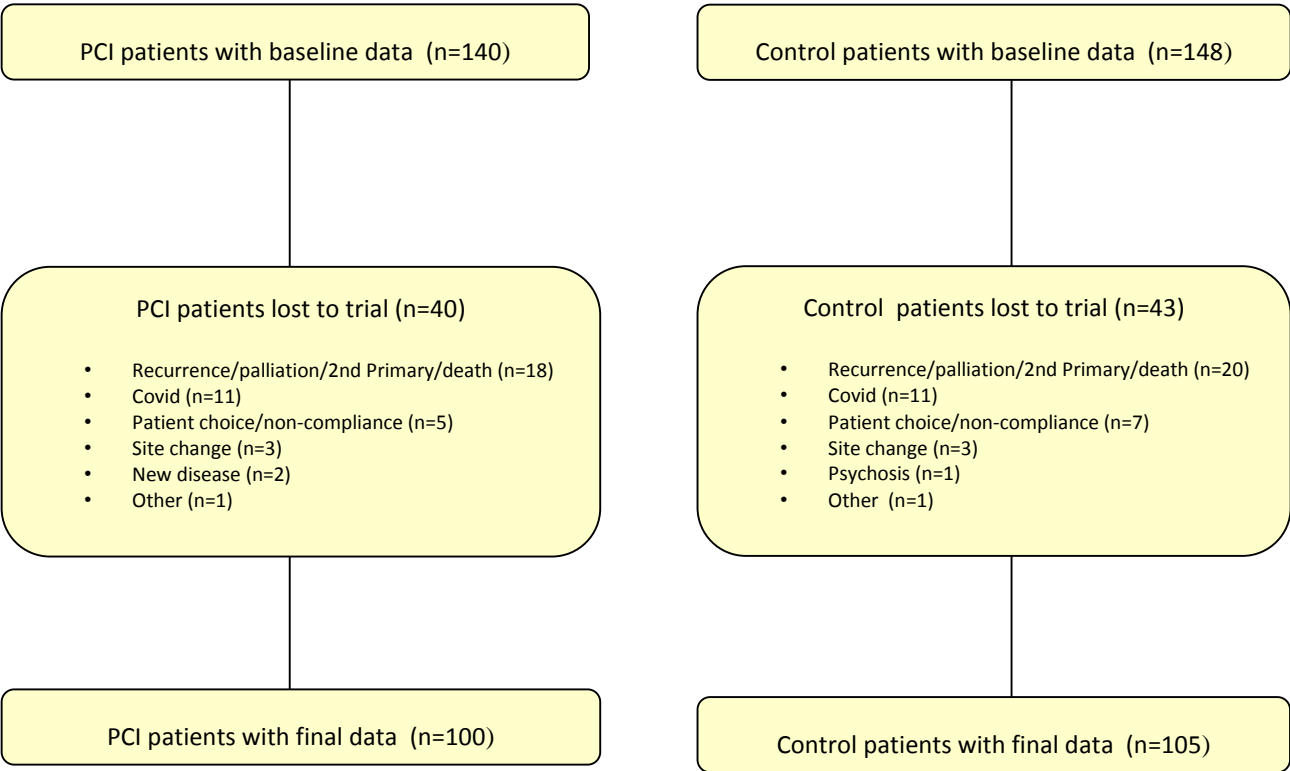 PCI patients with baseline data (n=140)
Control patients with baseline data (n=148)
PCI patients lost to trial (n=40)
• Recurrence/palliation/2nd Primary/death (n=18)
• Covid (n=11)
• Patient choice/non-compliance (n=5)
• Site change (n=3)
• New disease (n=2)
• Other (n=1)
Control patients lost to trial (n=43)
• Recurrence/palliation/2nd Primary/death (n=20)
• Covid (n=11)
• Patient choice/non-compliance (n=7)
• Site change (n=3)
• Psychosis (n=1)
• Other (n=1)
PCI patients with final data (n=100)
Control patients with final data (n=105)